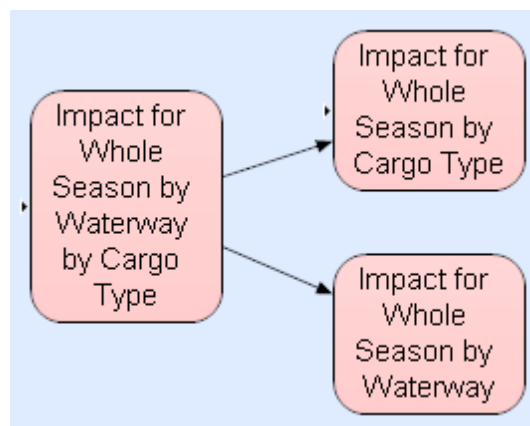 Impact for
Whole
Season by
Waterway
by Cargo
Type
Impact for
Whole
Season by
Cargo Type
Impact for
Whole
Season by
Waterway